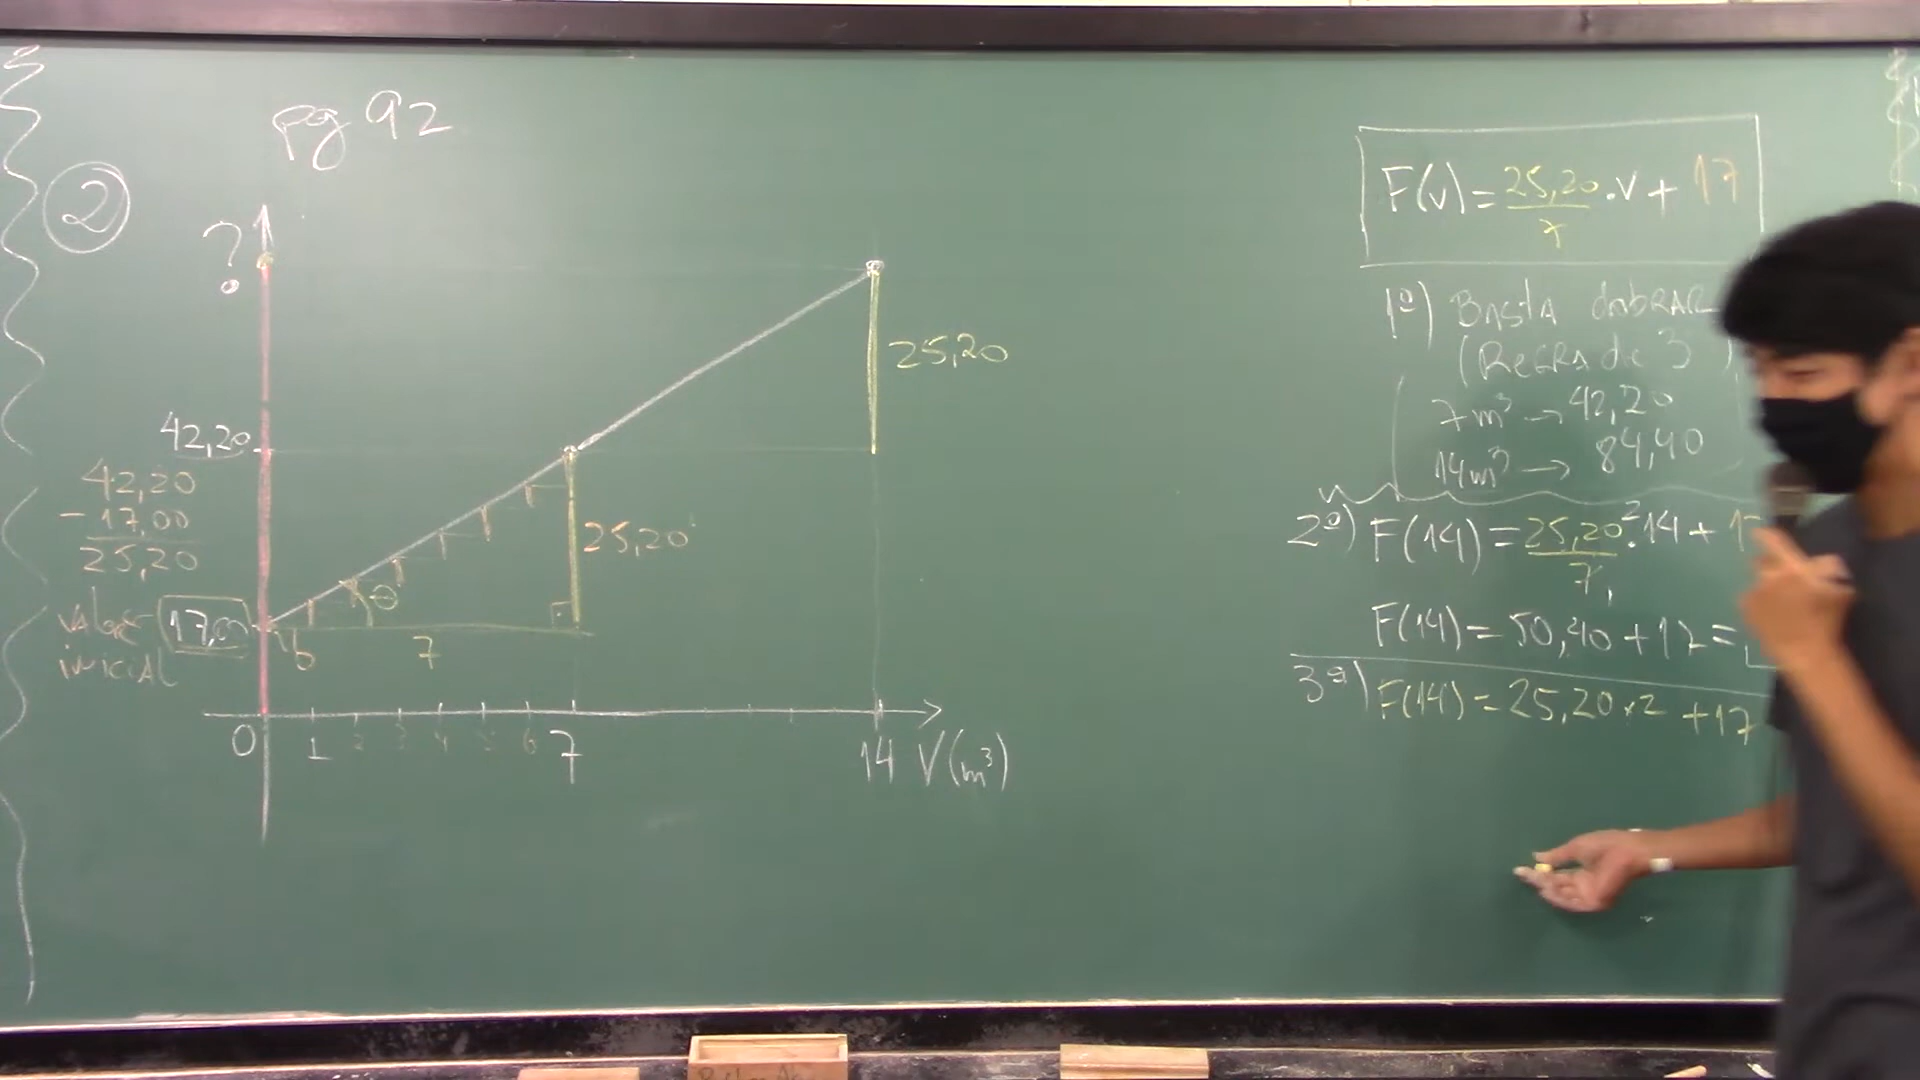 pg 92
2
?
42,20
42,20
- 17,00
25,20
valor
inicial
17,00
b
7
θ
25,20
25,20
0 1 2 3 4 5 6 7 14 V(m³)
F(v) = 25,20/7 . v + 17
1º) Basta dobrar
(Regra de 3)
7m³ → 42,20
14m³ → 84,40
2º) F(14) = 25,20/7 ² . 14 +
1
F(14) = 50,40 + 17 =
3º) F(14) = 25,20 x 2 + 17